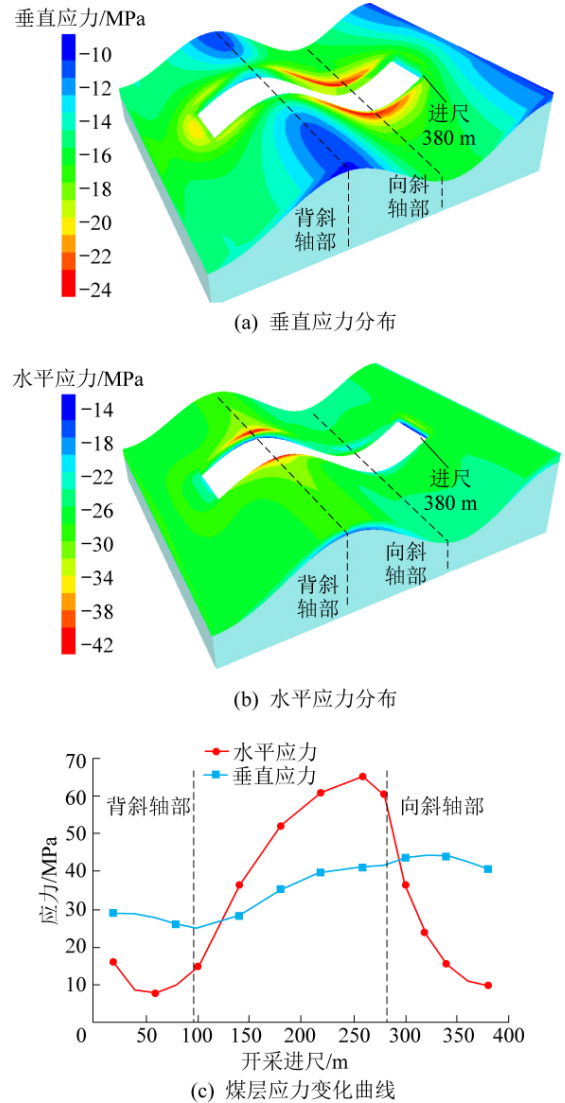 垂直应力/MPa
−10
−12
−14
−16
−18
−20
−22
−24
进尺
380 m
背斜
轴部
向斜
轴部
(a) 垂直应力分布
水平应力/MPa
−14
−18
−22
−26
−30
−34
−38
−42
进尺
380 m
背斜
轴部
向斜
轴部
(b) 水平应力分布
水平应力
垂直应力
背斜轴部
向斜轴部
应力/MPa
70
60
50
40
30
20
10
0
50 100 150 200 250 300 350 400
开采进尺/m
(c) 煤层应力变化曲线